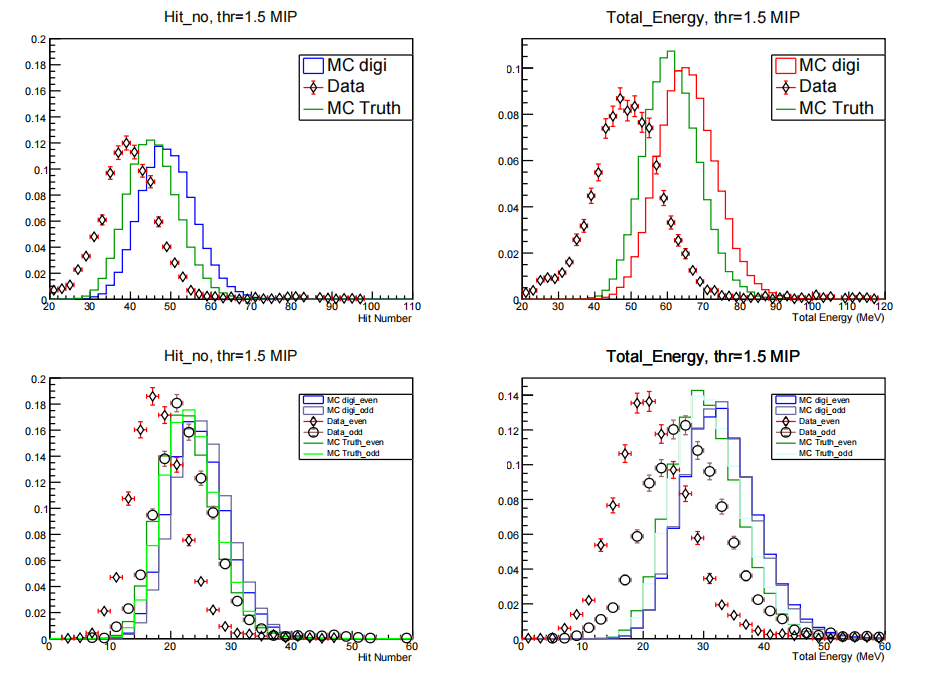 Hit_no, thr=1.5 MIP
0.2
0.18
0.16
0.14
0.12
0.1
0.08
0.06
0.04
0.02
0
20 30 40 50 60 70 80 90 100 110
Hit Number
MC digi
Data
MC Truth
Total_Energy, thr=1.5 MIP
0.1
0.08
0.06
0.04
0.02
0
20 30 40 50 60 70 80 90 100 110 120
Total Energy (MeV)
MC digi
Data
MC Truth
Hit_no, thr=1.5 MIP
0.2
0.18
0.16
0.14
0.12
0.1
0.08
0.06
0.04
0.02
0
0 10 20 30 40 50 60
Hit Number
MC digi_even
MC digi_odd
Data_even
Data_odd
MC Truth_even
MC Truth_odd
Total_Energy, thr=1.5 MIP
0.14
0.12
0.1
0.08
0.06
0.04
0.02
0
0 10 20 30 40 50 60
Total Energy (MeV)
MC digi_even
MC digi_odd
Data_even
Data_odd
MC Truth_even
MC Truth_odd